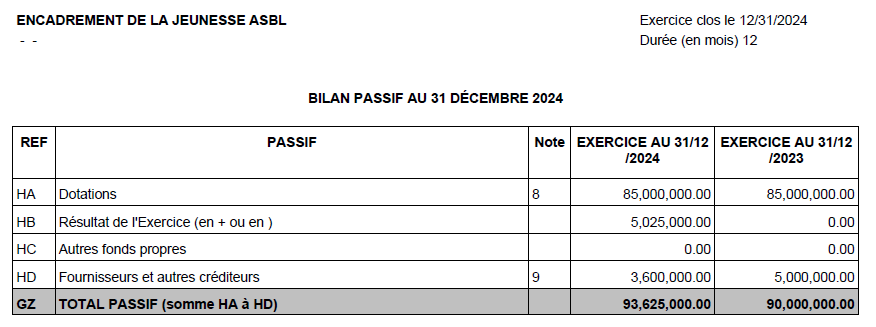 ENCADREMENT DE LA JEUNESSE ASBL Exercice clos le 12/31/2024
- - Durée (en mois) 12
BILAN PASSIF AU 31 DÉCEMBRE 2024
REF PASSIF Note EXERCICE AU 31/12 EXERCICE AU 31/12
/2024 /2023
HA Dotations 8 85,000,000.00 85,000,000.00
HB Résultat de l'Exercice (en + ou en ) 5,025,000.00 0.00
HC Autres fonds propres 0.00 0.00
HD Fournisseurs et autres créditeurs 9 3,600,000.00 5,000,000.00
GZ TOTAL PASSIF (somme HA à HD) 93,625,000.00 90,000,000.00